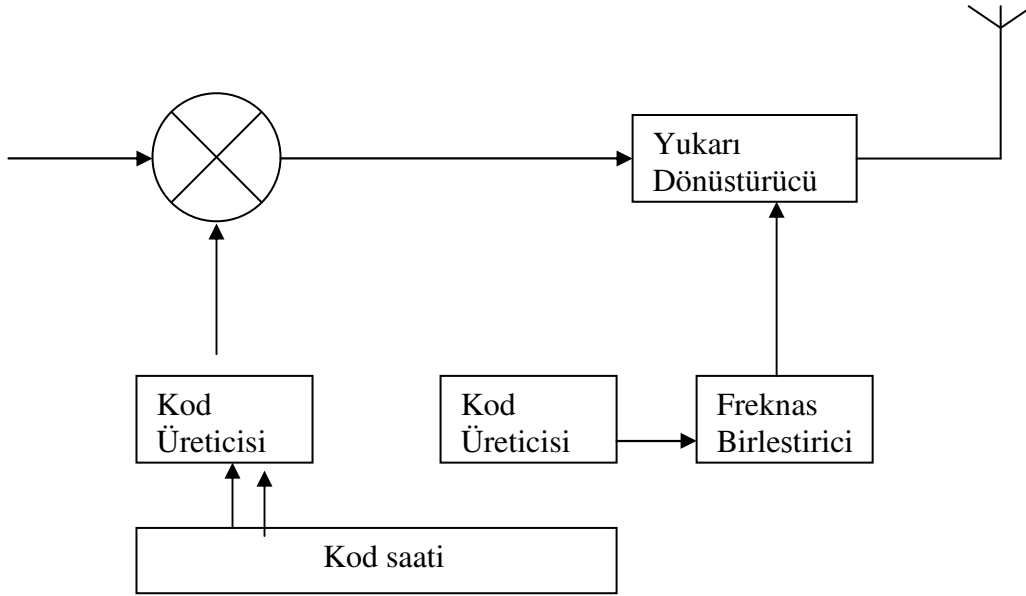 Yukarı
Dönüstürücü
Kod
Üreticisi
Kod
Üreticisi
Freknas
Birlestirici
Kod saati